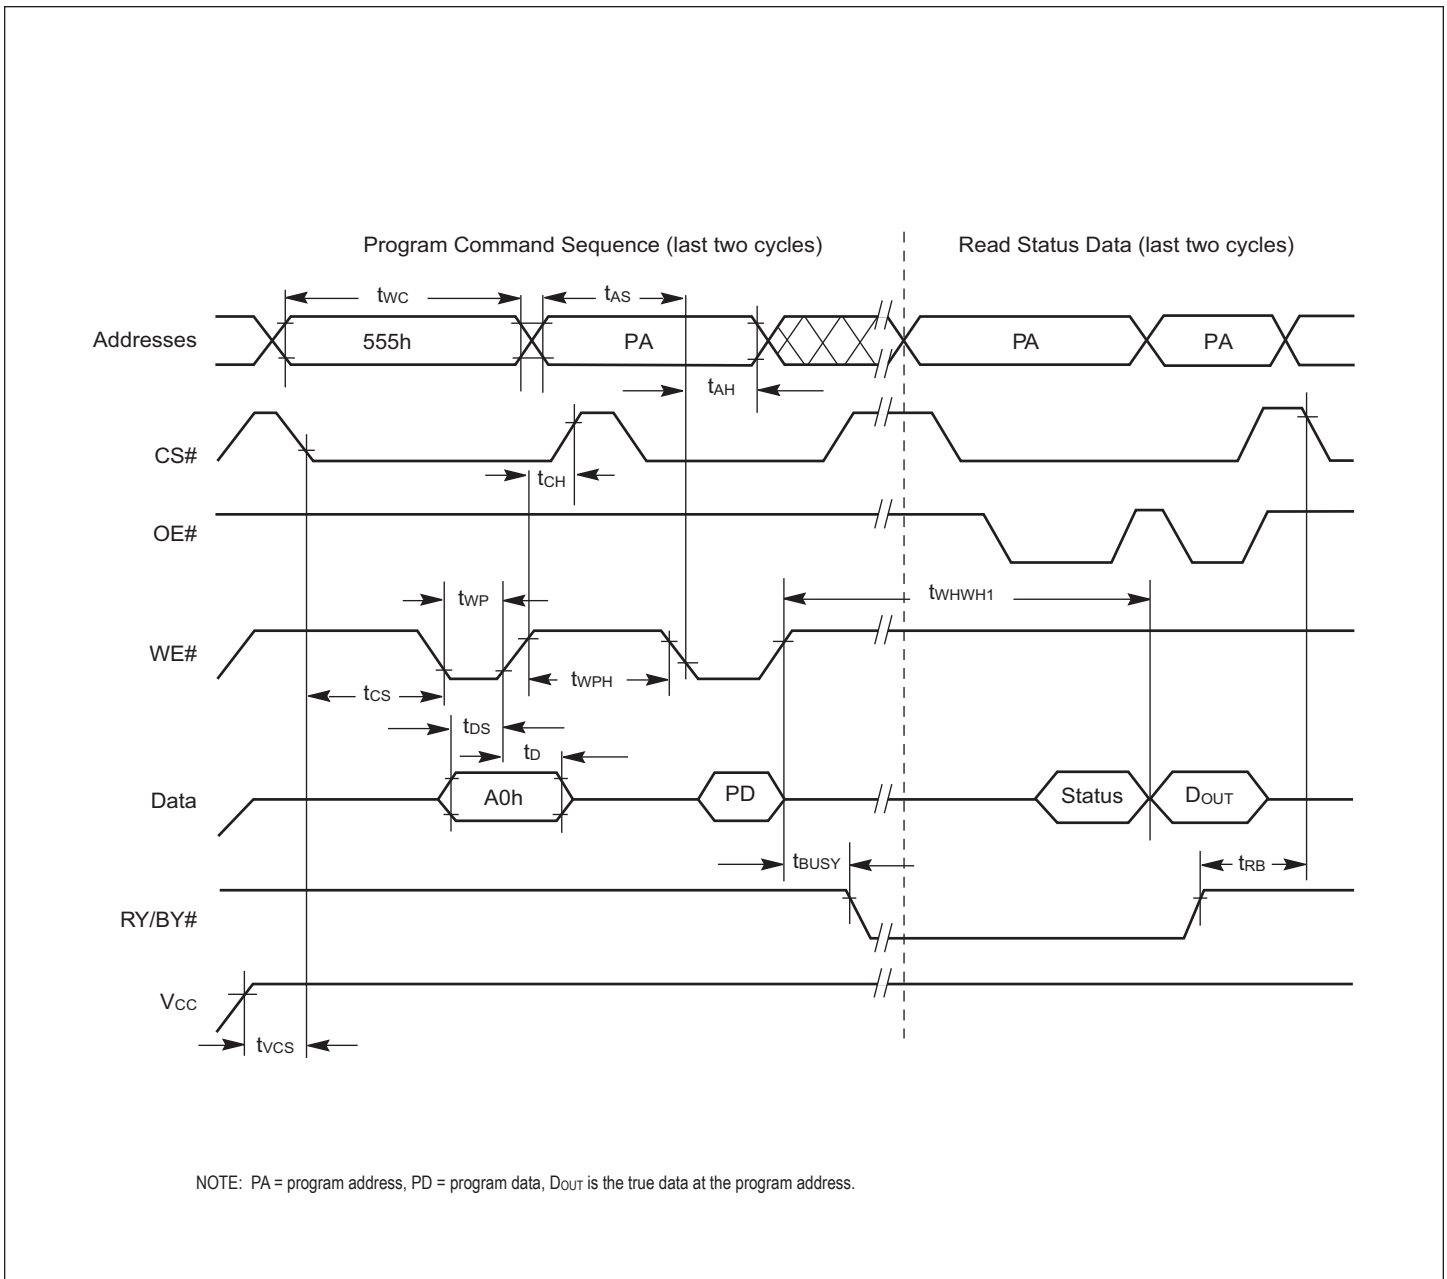 Program Command Sequence (last two cycles)
Read Status Data (last two cycles)
tWC
tAS
Addresses
555h
PA
PA
PA
tAH
CS#
tCH
OE#
tWP
tWHWH1
WE#
tCS
tWPH
tDS
tD
Data
A0h
PD
Status
DOUT
tBUSY
tRB
RY/BY#
VCC
tVCS
NOTE: PA = program address, PD = program data, DOUT is the true data at the program address.